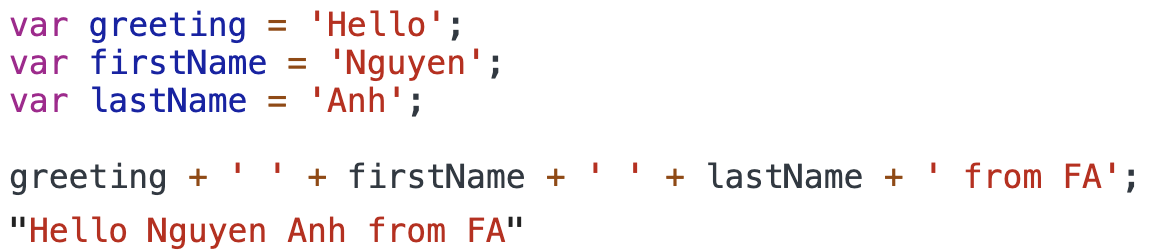 var greeting = 'Hello';
var firstName = 'Nguyen';
var lastName = 'Anh';
greeting + ' ' + firstName + ' ' + lastName + ' from FA';
"Hello Nguyen Anh from FA"